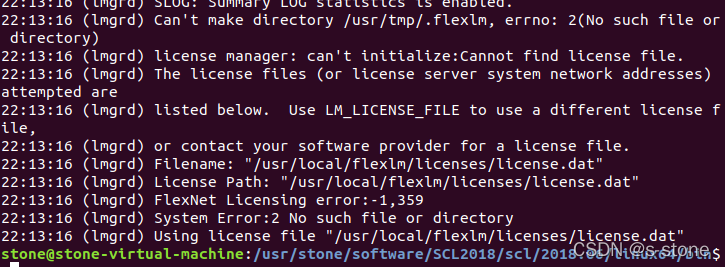 22:13:16 (lmgrd) SLOG: Summary LOG statistics is enabled.
22:13:16 (lmgrd) Can't make directory /usr/tmp/.flexlm, errno: 2(No such file or
 directory)
22:13:16 (lmgrd) license manager: can't initialize:Cannot find license file.
22:13:16 (lmgrd) The license files (or license server system network addresses)
attempted are
22:13:16 (lmgrd) listed below.  Use LM_LICENSE_FILE to use a different license f
ile,
22:13:16 (lmgrd) or contact your software provider for a license file.
22:13:16 (lmgrd) Filename: "/usr/local/flexlm/licenses/license.dat"
22:13:16 (lmgrd) License Path: "/usr/local/flexlm/licenses/license.dat"
22:13:16 (lmgrd) FlexNet Licensing error:-1,359
22:13:16 (lmgrd) System Error:2 No such file or directory
22:13:16 (lmgrd) Using license file "/usr/local/flexlm/licenses/license.dat"
stone@stone-virtual-machine:/usr/stone/software/SCL2018/scl/2018.06/linux64/bin$
CSDN @s.stone